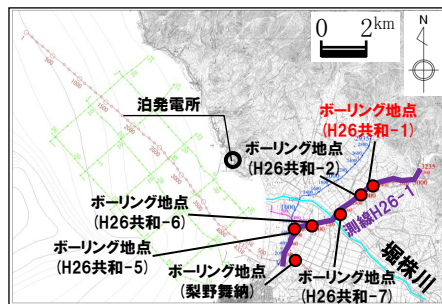 0 2km
N
泊発電所
ボーリング地点
(H26共和-1)
ボーリング地点
(H26共和-2)
ボーリング地点
(H26共和-6)
ボーリング地点
(H26共和-5)
ボーリング地点
(梨野舞納)
ボーリング地点
(H26共和-7)
測線H26-1
堀株川